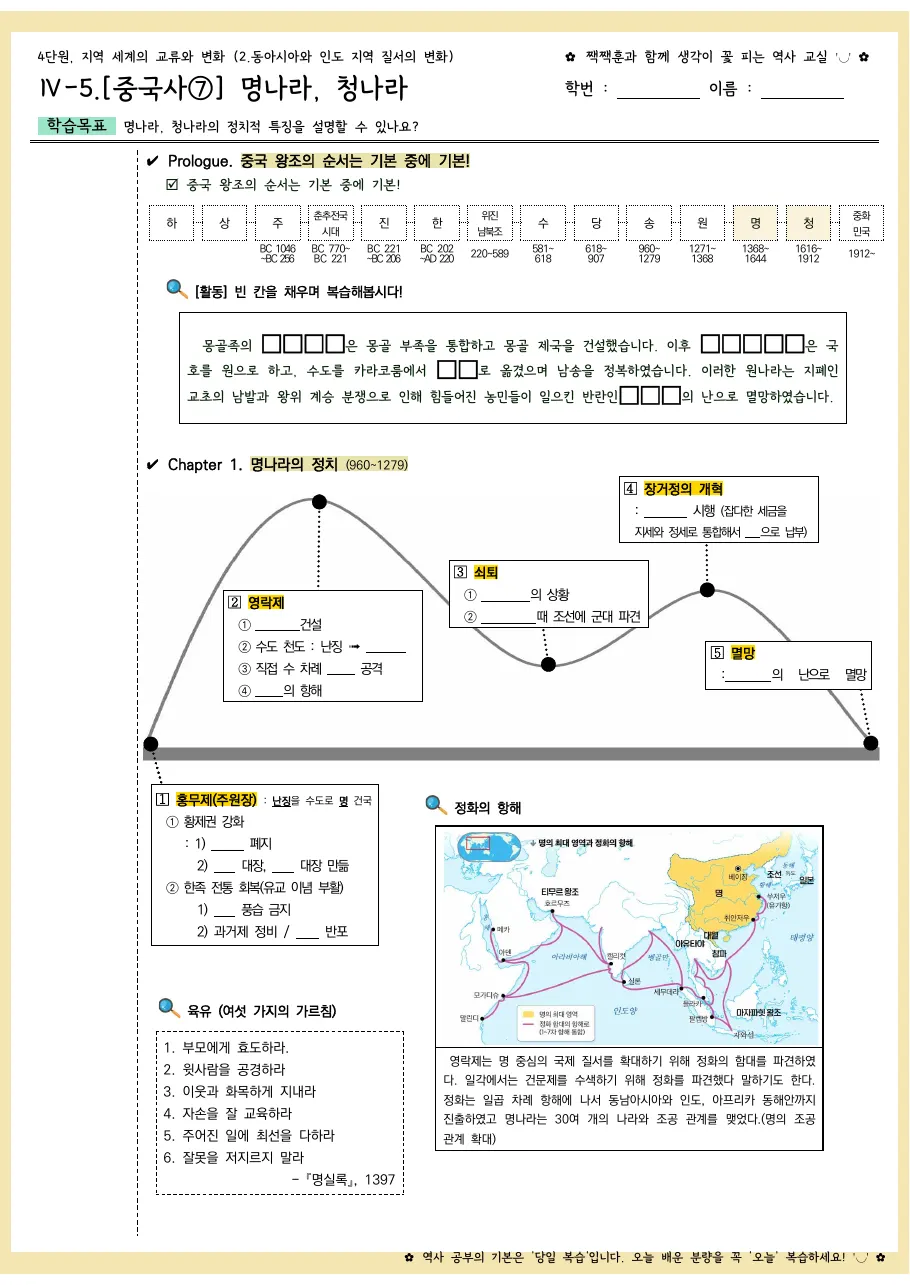 4단원, 지역 세계의 교류와 변화 (2.동아시아와 인도 지역 질서의 변화)
✿ 짹짹훈과 함께 생각이 꽃 피는 역사 교실 '◡' ✿
Ⅳ-5.[중국사⑦] 명나라, 청나라
학번 : ________ 이름 : ________
학습목표 명나라, 청나라의 정치적 특징을 설명할 수 있나요?
✔ Prologue. 중국 왕조의 순서는 기본 중에 기본!
☑ 중국 왕조의 순서는 기본 중에 기본!
하 상 주 춘추전국 시대 진 한 위진 남북조 수 당 송 원 명 청 중화 민국
BC 1046 ~BC 256
BC 770~ BC 221
BC 221 ~BC 206
BC 202 ~AD 220
220~589
581~ 618
618~ 907
960~ 1279
1271~ 1368
1368~ 1644
1616~ 1912
1912~
[활동] 빈 칸을 채우며 복습해봅시다!
몽골족의 □□□□은 몽골 부족을 통합하고 몽골 제국을 건설했습니다. 이후 □□□□□은 국
호를 원으로 하고, 수도를 카라코룸에서 □□로 옮겼으며 남송을 정복하였습니다. 이러한 원나라는 지폐인
교초의 남발과 왕위 계승 분쟁으로 인해 힘들어진 농민들이 일으킨 반란인□□□의 난으로 멸망하였습니다.
✔ Chapter 1. 명나라의 정치 (960~1279)
4 장거정의 개혁
: ______ 시행 (잡다한 세금을
지세와 정세로 통합해서 __으로 납부)
3 쇠퇴
① _______의 상황
② ________때 조선에 군대 파견
2 영락제
① ______건설
② 수도 천도 : 난징 ➟ ______
③ 직접 수 차례 ____ 공격
④ ____의 항해
5 멸망
:______의 난으로 멸망
1 홍무제(주원장) : 난징을 수도로 명 건국
① 황제권 강화
: 1) ____ 폐지
2) ___ 대장, ___ 대장 만듦
② 한족 전통 회복(유교 이념 부활)
1) ___ 풍습 금지
2) 과거제 정비 / ___ 반포
정화의 항해
명의 최대 영역과 정화의 항해
베이징
조선
동해
독도
일본
황해
명
쑤저우
(유가항)
취안저우
티무르 왕조
호르무즈
메카
아덴
아라비아해
캘리컷
벵골만
아유타야
대월
참파
태평양
실론
세무데라
믈라카
팔렘방
마자파힛 왕조
자와섬
모가디슈
말린디
인도양
명의 최대 영역
정화 함대의 항해로
(1~7차 항해 통합)
영락제는 명 중심의 국제 질서를 확대하기 위해 정화의 함대를 파견하였
다. 일각에서는 건문제를 수색하기 위해 정화를 파견했다 말하기도 한다.
정화는 일곱 차례 항해에 나서 동남아시아와 인도, 아프리카 동해안까지
진출하였고 명나라는 30여 개의 나라와 조공 관계를 맺었다.(명의 조공
관계 확대)
육유 (여섯 가지의 가르침)
1. 부모에게 효도하라.
2. 윗사람을 공경하라
3. 이웃과 화목하게 지내라
4. 자손을 잘 교육하라
5. 주어진 일에 최선을 다하라
6. 잘못을 저지르지 말라
- 『명실록』, 1397
✿ 역사 공부의 기본은 '당일 복습'입니다. 오늘 배운 분량을 꼭 '오늘' 복습하세요! '◡' ✿